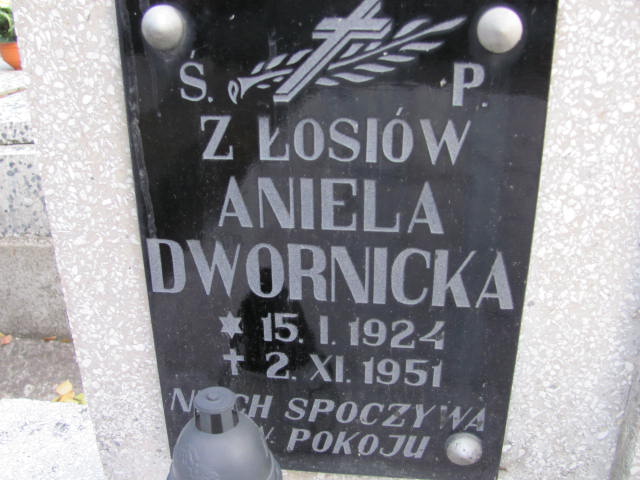 Ś. P.
Z ŁOSIÓW
ANIELA
DWORNICKA
* 15. I. 1924
✝ 2. XI. 1951
SPOCZYWA
POKOJU